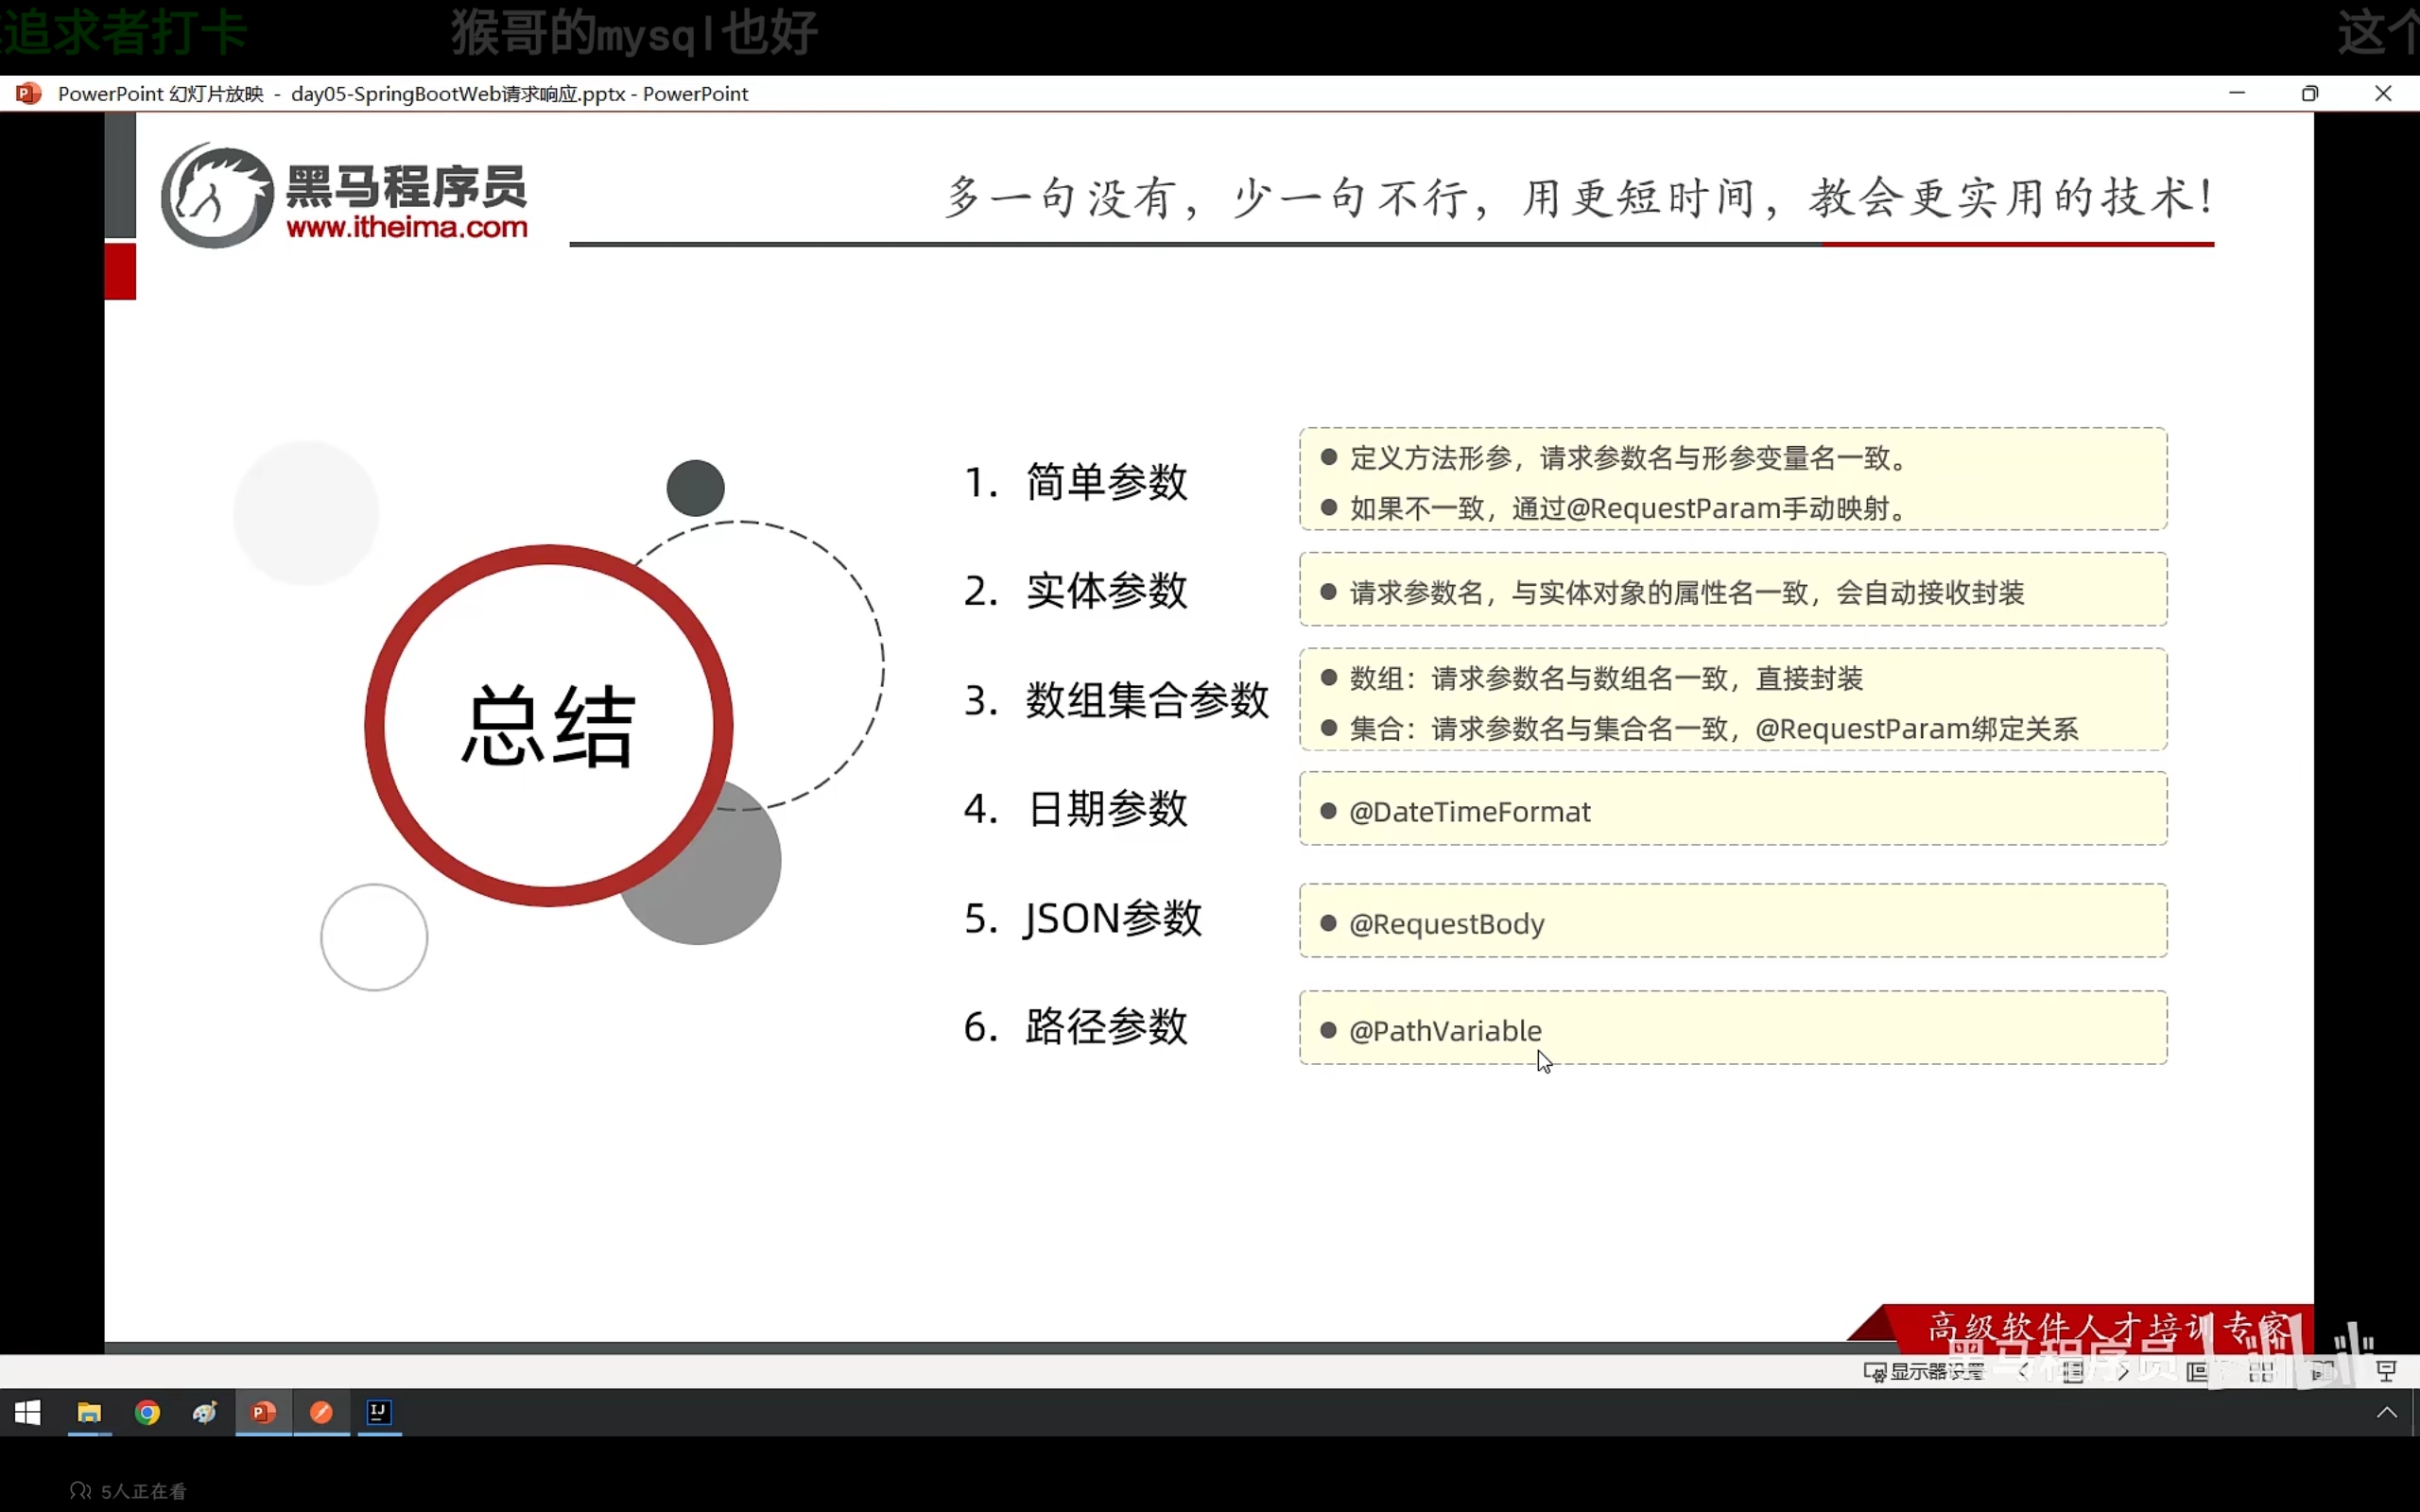 追求者打卡
猴哥的mysql也好
这个
PowerPoint 幻灯片放映 - day05-SpringBootWeb请求响应.pptx - PowerPoint
黑马程序员
www.itheima.com
多一句没有，少一句不行，用更短时间，教会更实用的技术！
总结
1. 简单参数
● 定义方法形参，请求参数名与形参变量名一致。
● 如果不一致，通过@RequestParam手动映射。
2. 实体参数
● 请求参数名，与实体对象的属性名一致，会自动接收封装
3. 数组集合参数
● 数组：请求参数名与数组名一致，直接封装
● 集合：请求参数名与集合名一致，@RequestParam绑定关系
4. 日期参数
● @DateTimeFormat
5. JSON参数
● @RequestBody
6. 路径参数
● @PathVariable
高级软件人才培训专家
黑马程序员
显示器设置
5人正在看